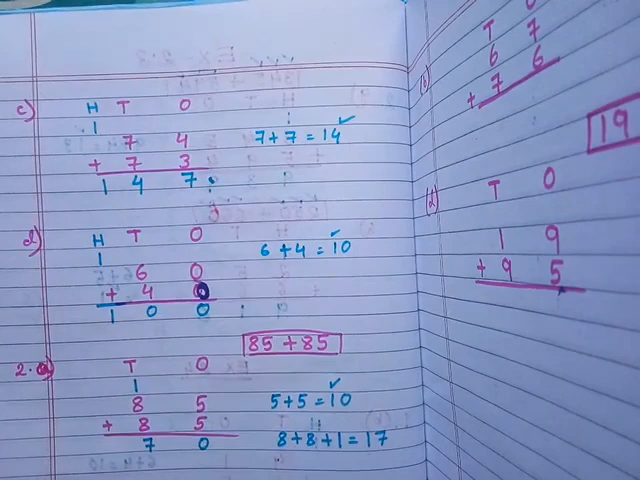 c) H T O
1
7 4 7+7=14
+ 7 3
1 4 7
d) H T O
1 6+4=10
6 0
+ 4 0
1 0 0
85+85
2. a) T O
1
8 5 5+5=10
+ 8 5
7 0 8+8+1=17
T O
6 7
+ 7 6
19
(d) T O
1 9
+ 9 5